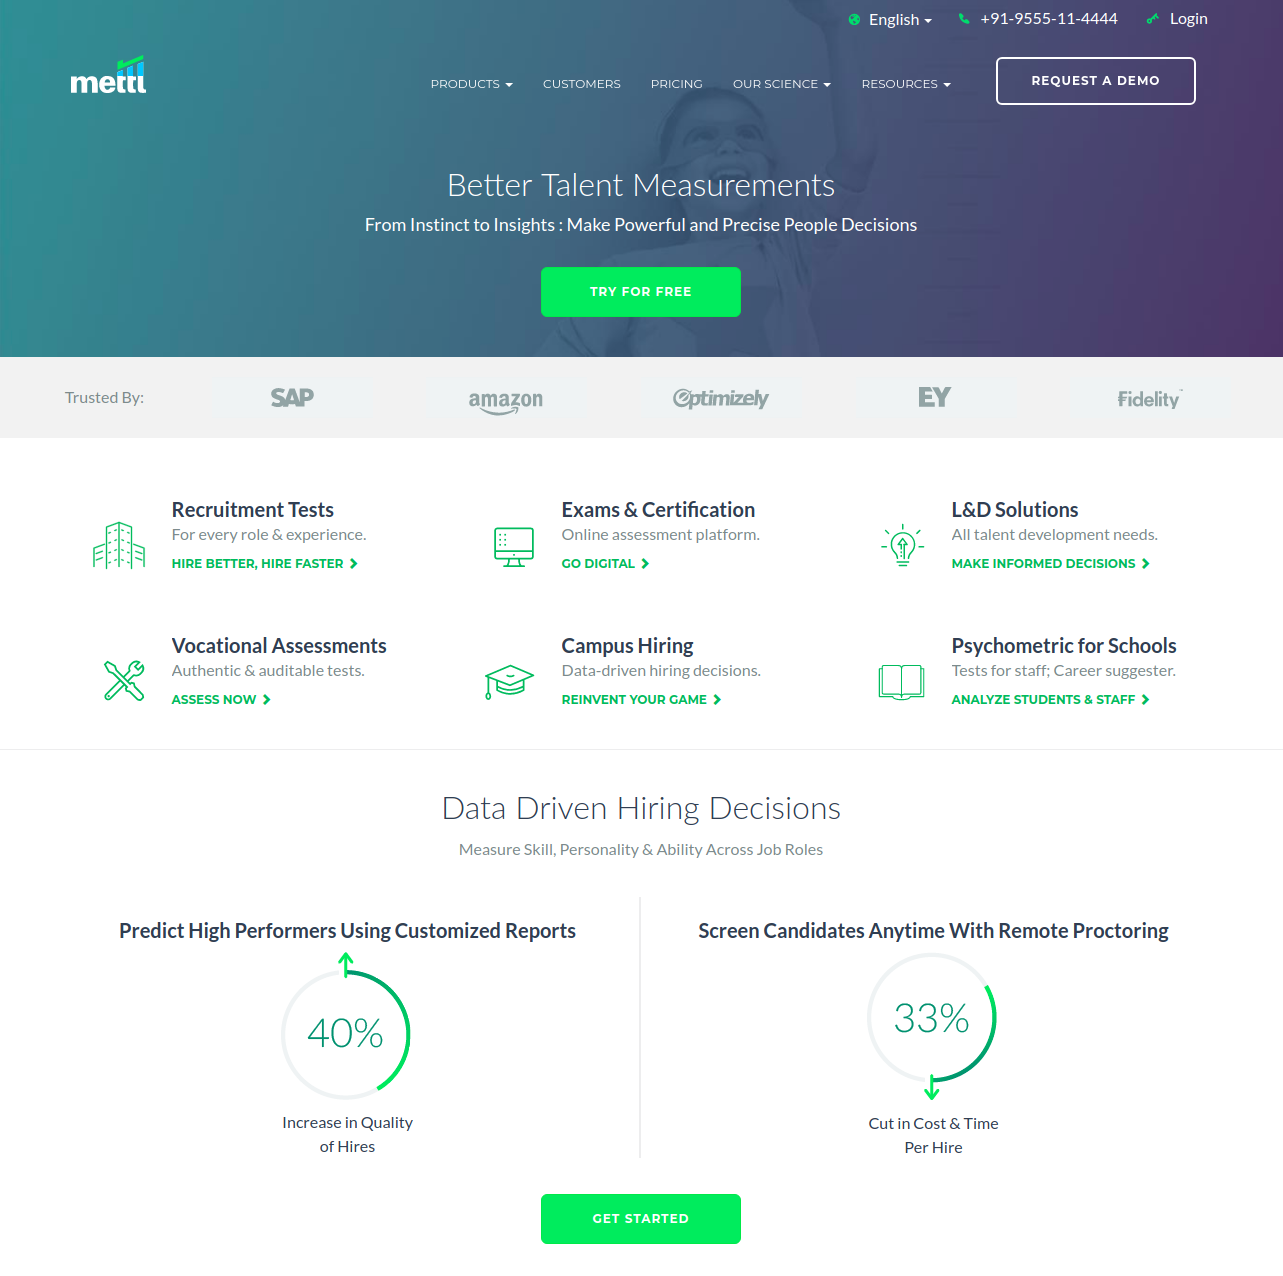 English
+91-9555-11-4444
Login
mettl
PRODUCTS
CUSTOMERS
PRICING
OUR SCIENCE
RESOURCES
REQUEST A DEMO
Better Talent Measurements
From Instinct to Insights : Make Powerful and Precise People Decisions
TRY FOR FREE
Trusted By:
SAP
amazon
Optimizely
EY
Fidelity
Recruitment Tests
For every role & experience.
HIRE BETTER, HIRE FASTER
Exams & Certification
Online assessment platform.
GO DIGITAL
L&D Solutions
All talent development needs.
MAKE INFORMED DECISIONS
Vocational Assessments
Authentic & auditable tests.
ASSESS NOW
Campus Hiring
Data-driven hiring decisions.
REINVENT YOUR GAME
Psychometric for Schools
Tests for staff; Career suggester.
ANALYZE STUDENTS & STAFF
Data Driven Hiring Decisions
Measure Skill, Personality & Ability Across Job Roles
Predict High Performers Using Customized Reports
40%
Increase in Quality
of Hires
Screen Candidates Anytime With Remote Proctoring
33%
Cut in Cost & Time
Per Hire
GET STARTED